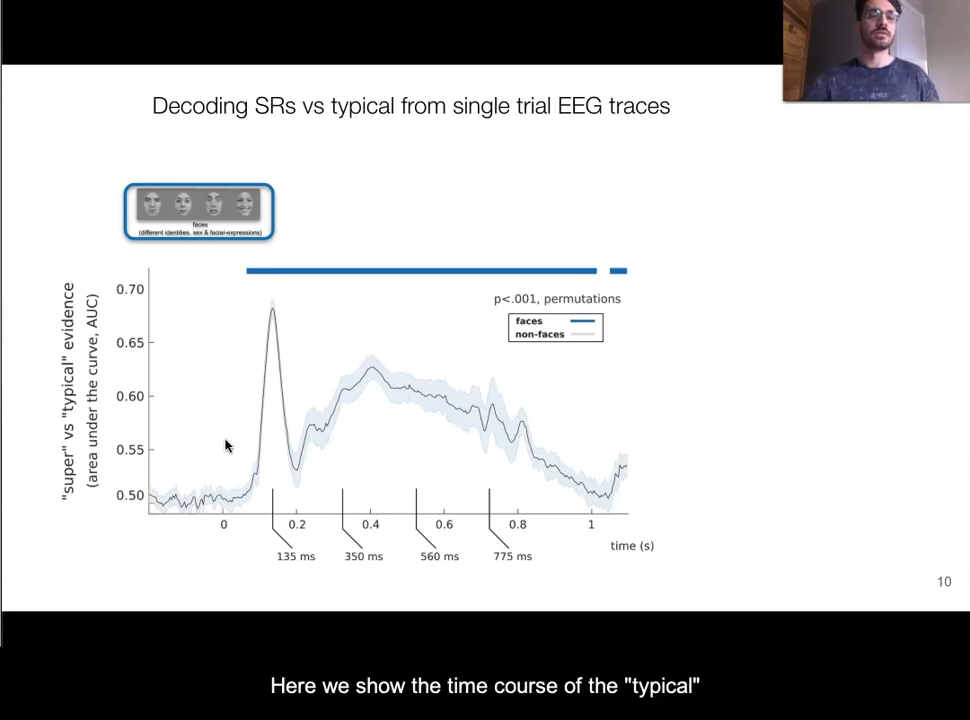 Decoding SRs vs typical from single trial EEG traces
faces
(different identities, sex & facial-expressions)
"super" vs "typical" evidence
(area under the curve, AUC)
0.70
0.65
0.60
0.55
0.50
p<.001, permutations
faces
non-faces
0
0.2
0.4
0.6
0.8
1
time (s)
135 ms
350 ms
560 ms
775 ms
10
Here we show the time course of the "typical"